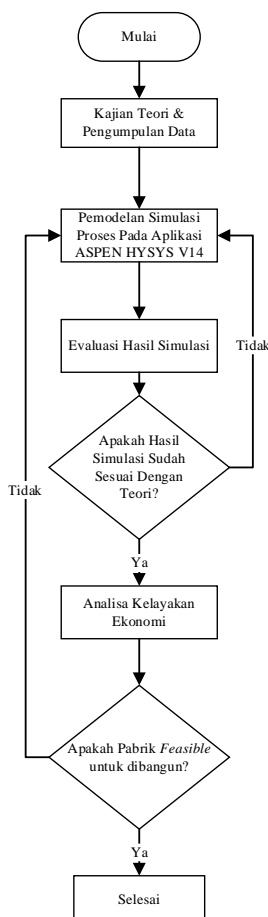 Mulai
Kajian Teori &
Pengumpulan Data
Pemodelan Simulasi
Proses Pada Aplikasi
ASPEN HYSYS V14
Evaluasi Hasil Simulasi
Tidak
Apakah Hasil
Simulasi Sudah
Sesuai Dengan
Teori?
Tidak
Ya
Analisa Kelayakan
Ekonomi
Apakah Pabrik Feasible
untuk dibangun?
Ya
Selesai